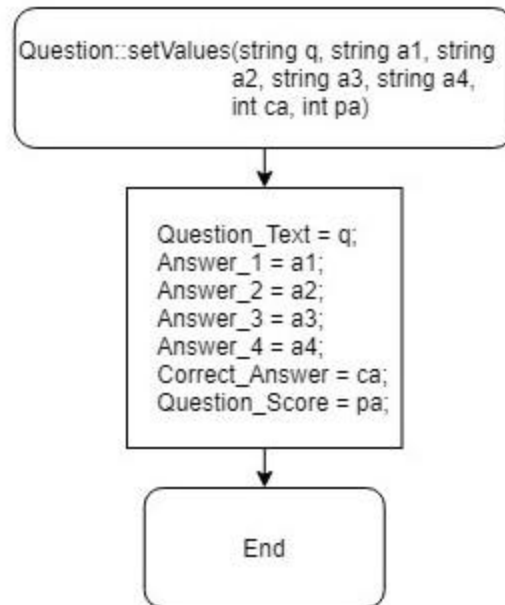 Question::setValues(string q, string a1, string
a2, string a3, string a4,
int ca, int pa)
Question_Text = q;
Answer_1 = a1;
Answer_2 = a2;
Answer_3 = a3;
Answer_4 = a4;
Correct_Answer = ca;
Question_Score = pa;
End